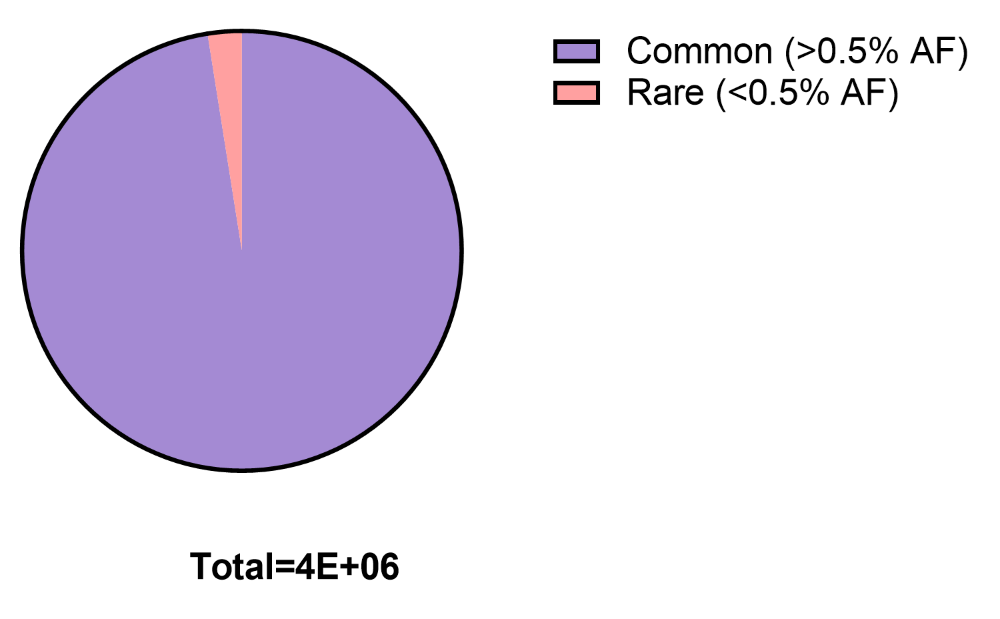 Common (>0.5% AF)
Rare (<0.5% AF)
Total=4E+06